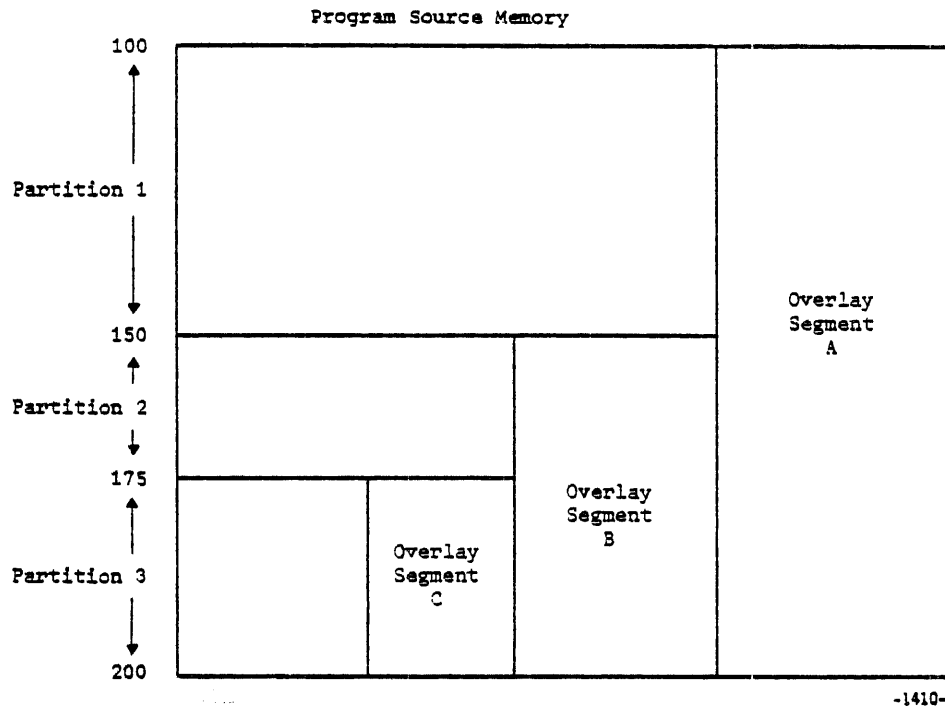 Program Source Memory
100
Partition 1
Overlay
Segment
A
150
Partition 2
175
Overlay
Segment
B
Overlay
Segment
C
Partition 3
200
-1410-